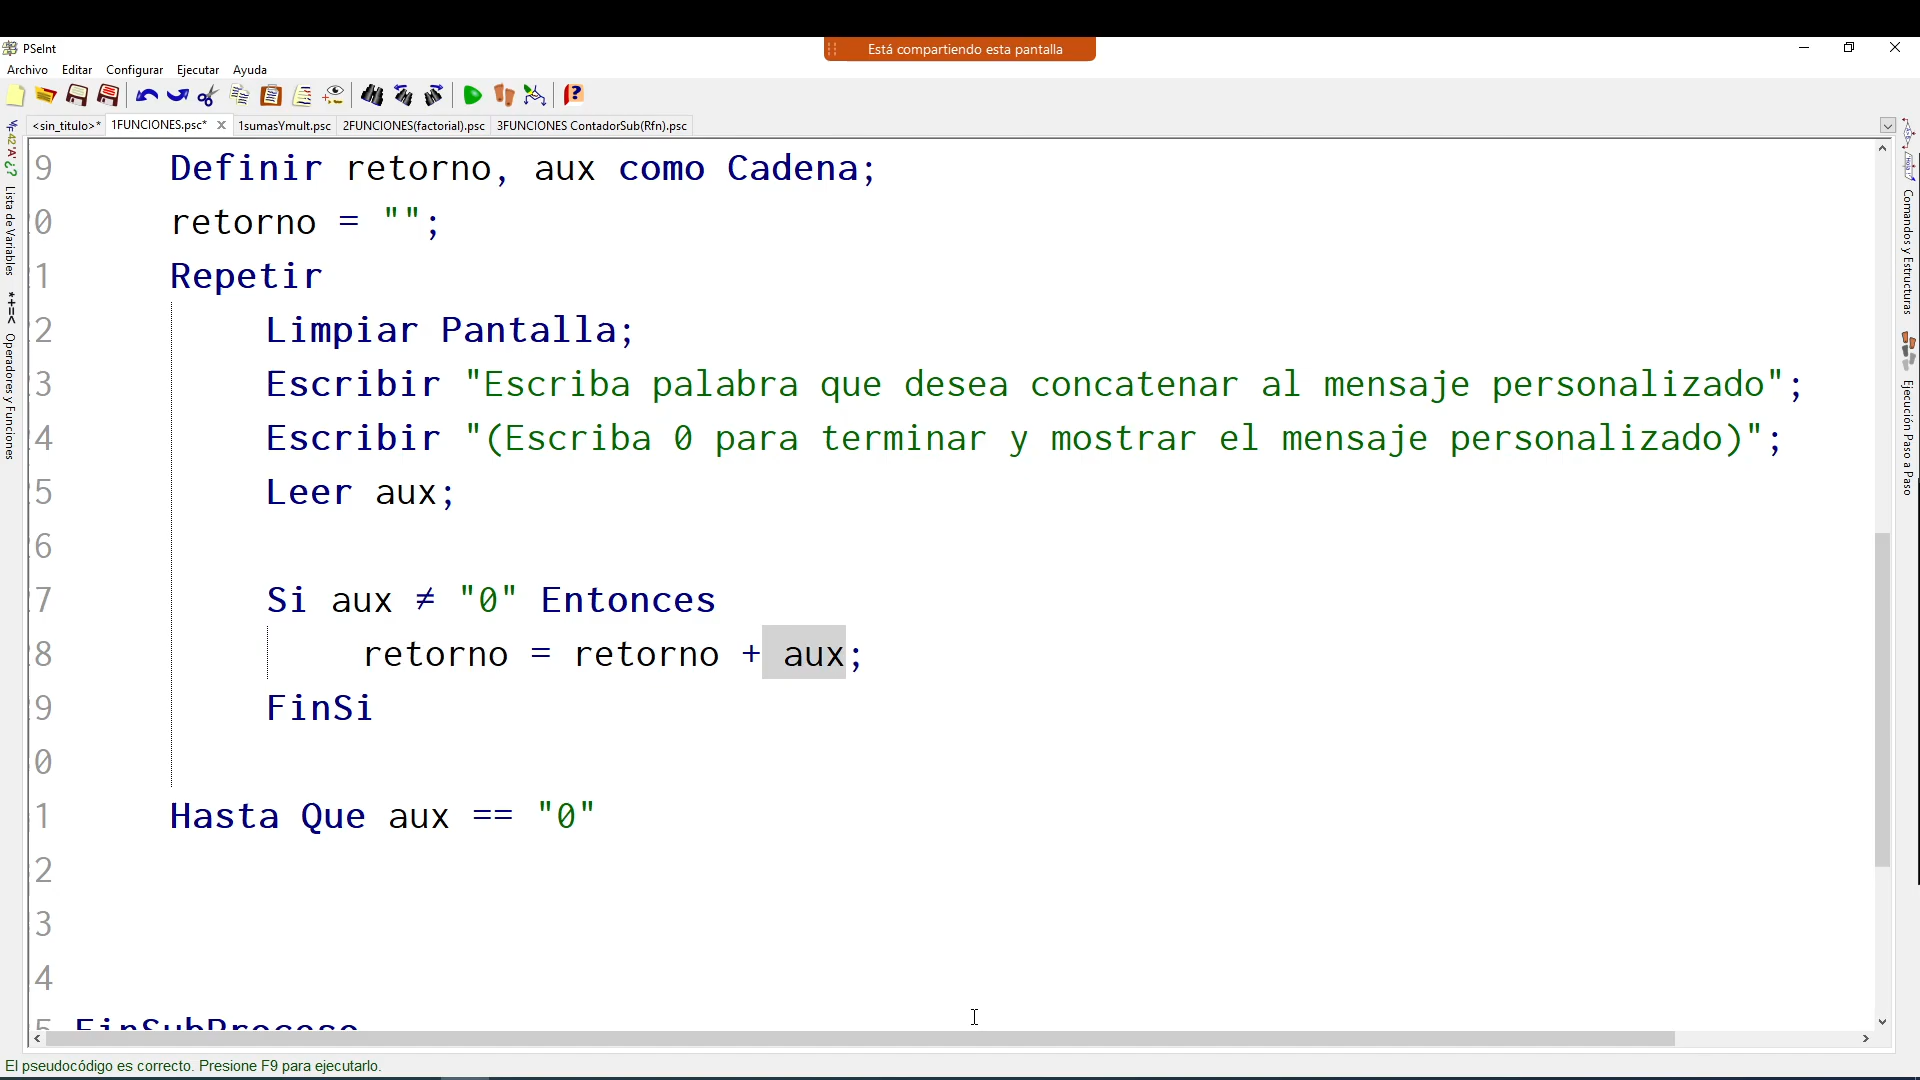 PSeInt
Está compartiendo esta pantalla
Archivo Editar Configurar Ejecutar Ayuda
<sin_titulo>* 1FUNCIONES.psc* 1sumasYmult.psc 2FUNCIONES(factorial).psc 3FUNCIONES ContadorSub(Rfn).psc
Lista de Variables
*+=< Operadores y Funciones
9 Definir retorno, aux como Cadena;
0 retorno = "";
1 Repetir
2 Limpiar Pantalla;
3 Escribir "Escriba palabra que desea concatenar al mensaje personalizado";
4 Escribir "(Escriba 0 para terminar y mostrar el mensaje personalizado)";
5 Leer aux;
6
7 Si aux ≠ "0" Entonces
8 retorno = retorno + aux;
9 FinSi
0
1 Hasta Que aux == "0"
2
3
4
5 FinSubProceso
Comandos y Estructuras
Ejecución Paso a Paso
El pseudocódigo es correcto. Presione F9 para ejecutarlo.